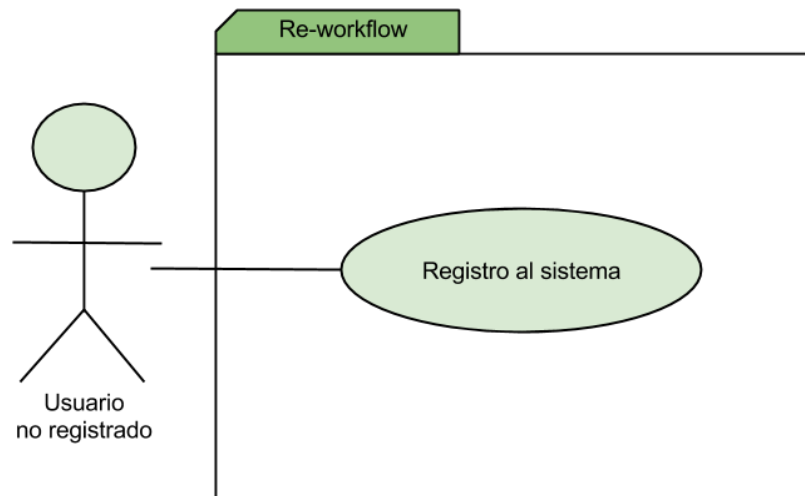 Re-workflow
Registro al sistema
Usuario
no registrado